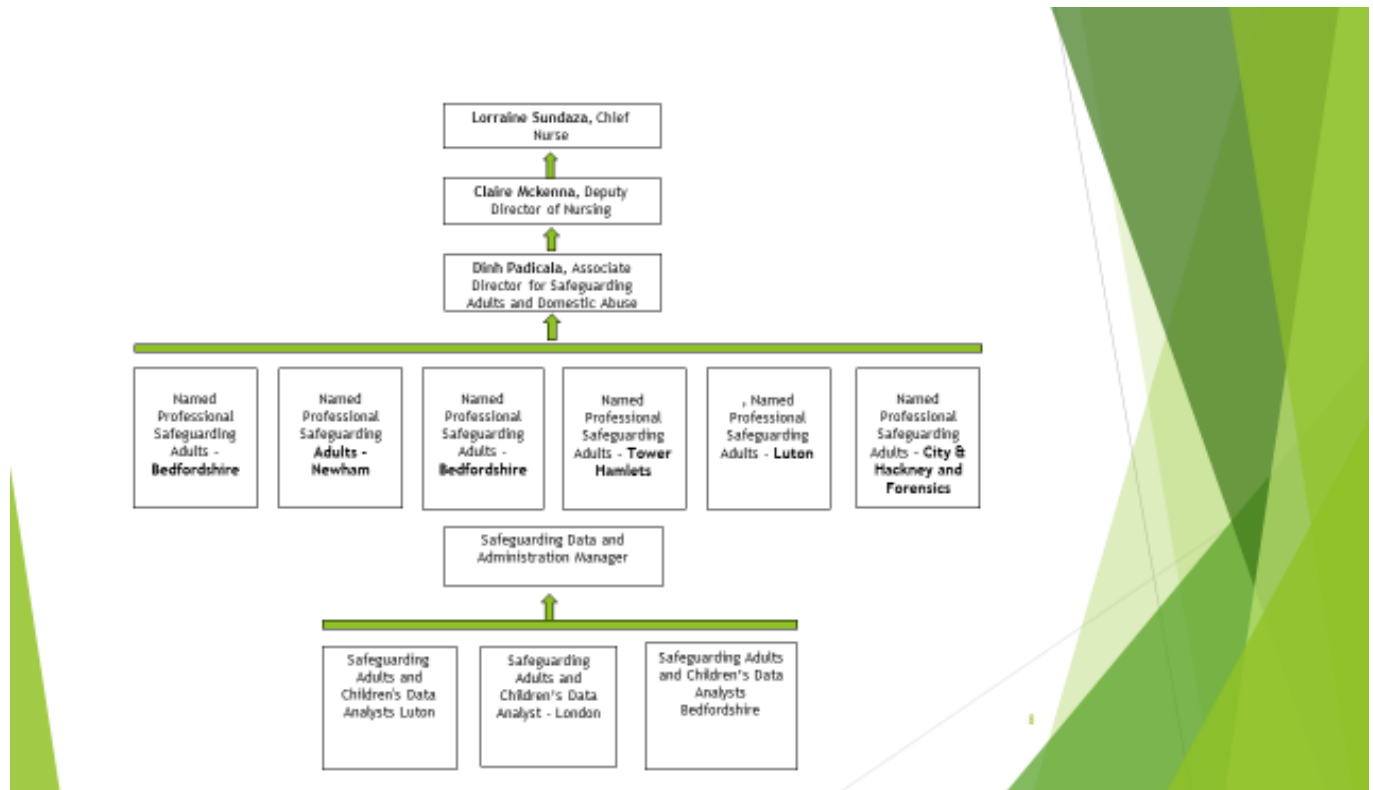 Lorraine Sundaza, Chief
Nurse
Claire Mckenna, Deputy
Director of Nursing
Dinh Padicala, Associate
Director for Safeguarding
Adults and Domestic Abuse
Named
Professional
Safeguarding
Adults -
Bedfordshire
Named
Professional
Safeguarding
Adults -
Newham
Named
Professional
Safeguarding
Adults -
Bedfordshire
Named
Professional
Safeguarding
Adults - Tower
Hamlets
, Named
Professional
Safeguarding
Adults - Luton
Named
Professional
Safeguarding
Adults - City &
Hackney and
Forensics
Safeguarding Data and
Administration Manager
Safeguarding
Adults and
Children's Data
Analysts Luton
Safeguarding
Adults and
Children's Data
Analyst - London
Safeguarding Adults
and Children's Data
Analysts
Bedfordshire